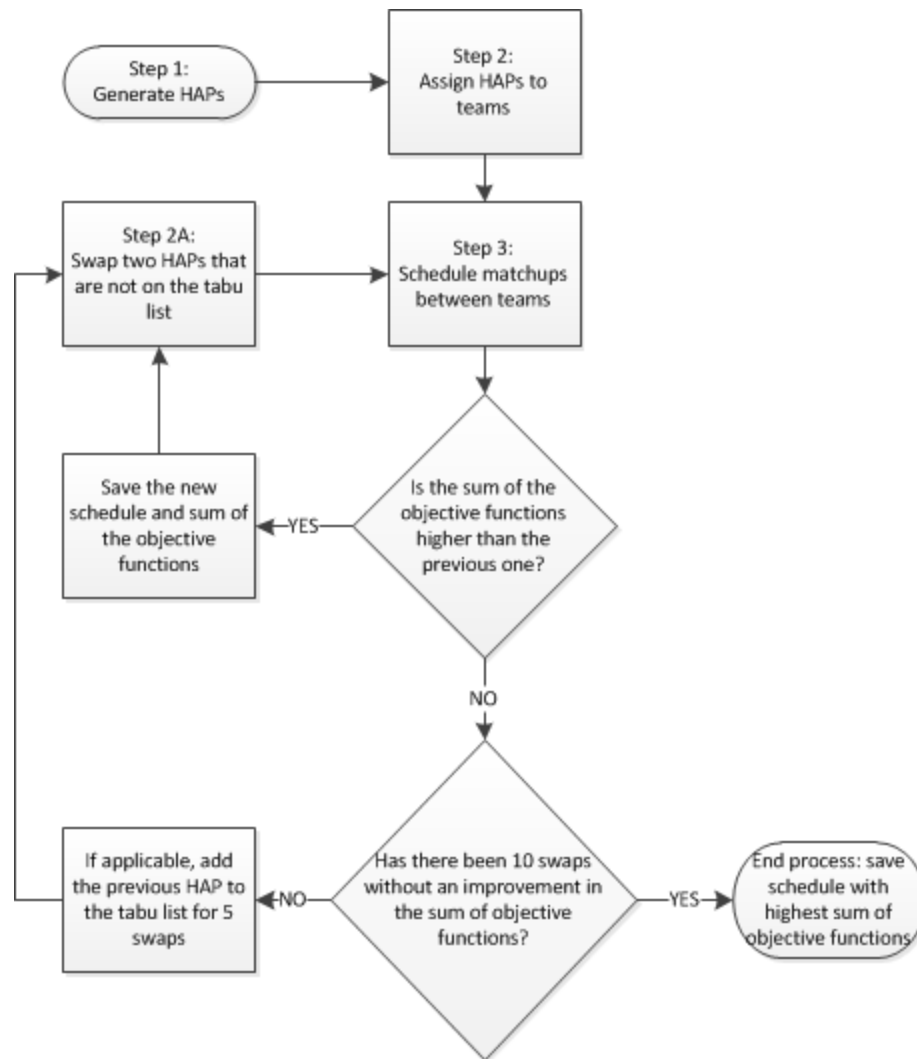 Step 1:
Generate HAPs
Step 2:
Assign HAPs to
teams
Step 2A:
Swap two HAPs that
are not on the tabu
list
Step 3:
Schedule matchups
between teams
Save the new
schedule and sum of
the objective
functions
YES
Is the sum of the
objective functions
higher than the
previous one?
NO
If applicable, add
the previous HAP to
the tabu list for 5
swaps
NO
Has there been 10 swaps
without an improvement in
the sum of objective
functions?
YES
End process: save
schedule with
highest sum of
objective functions